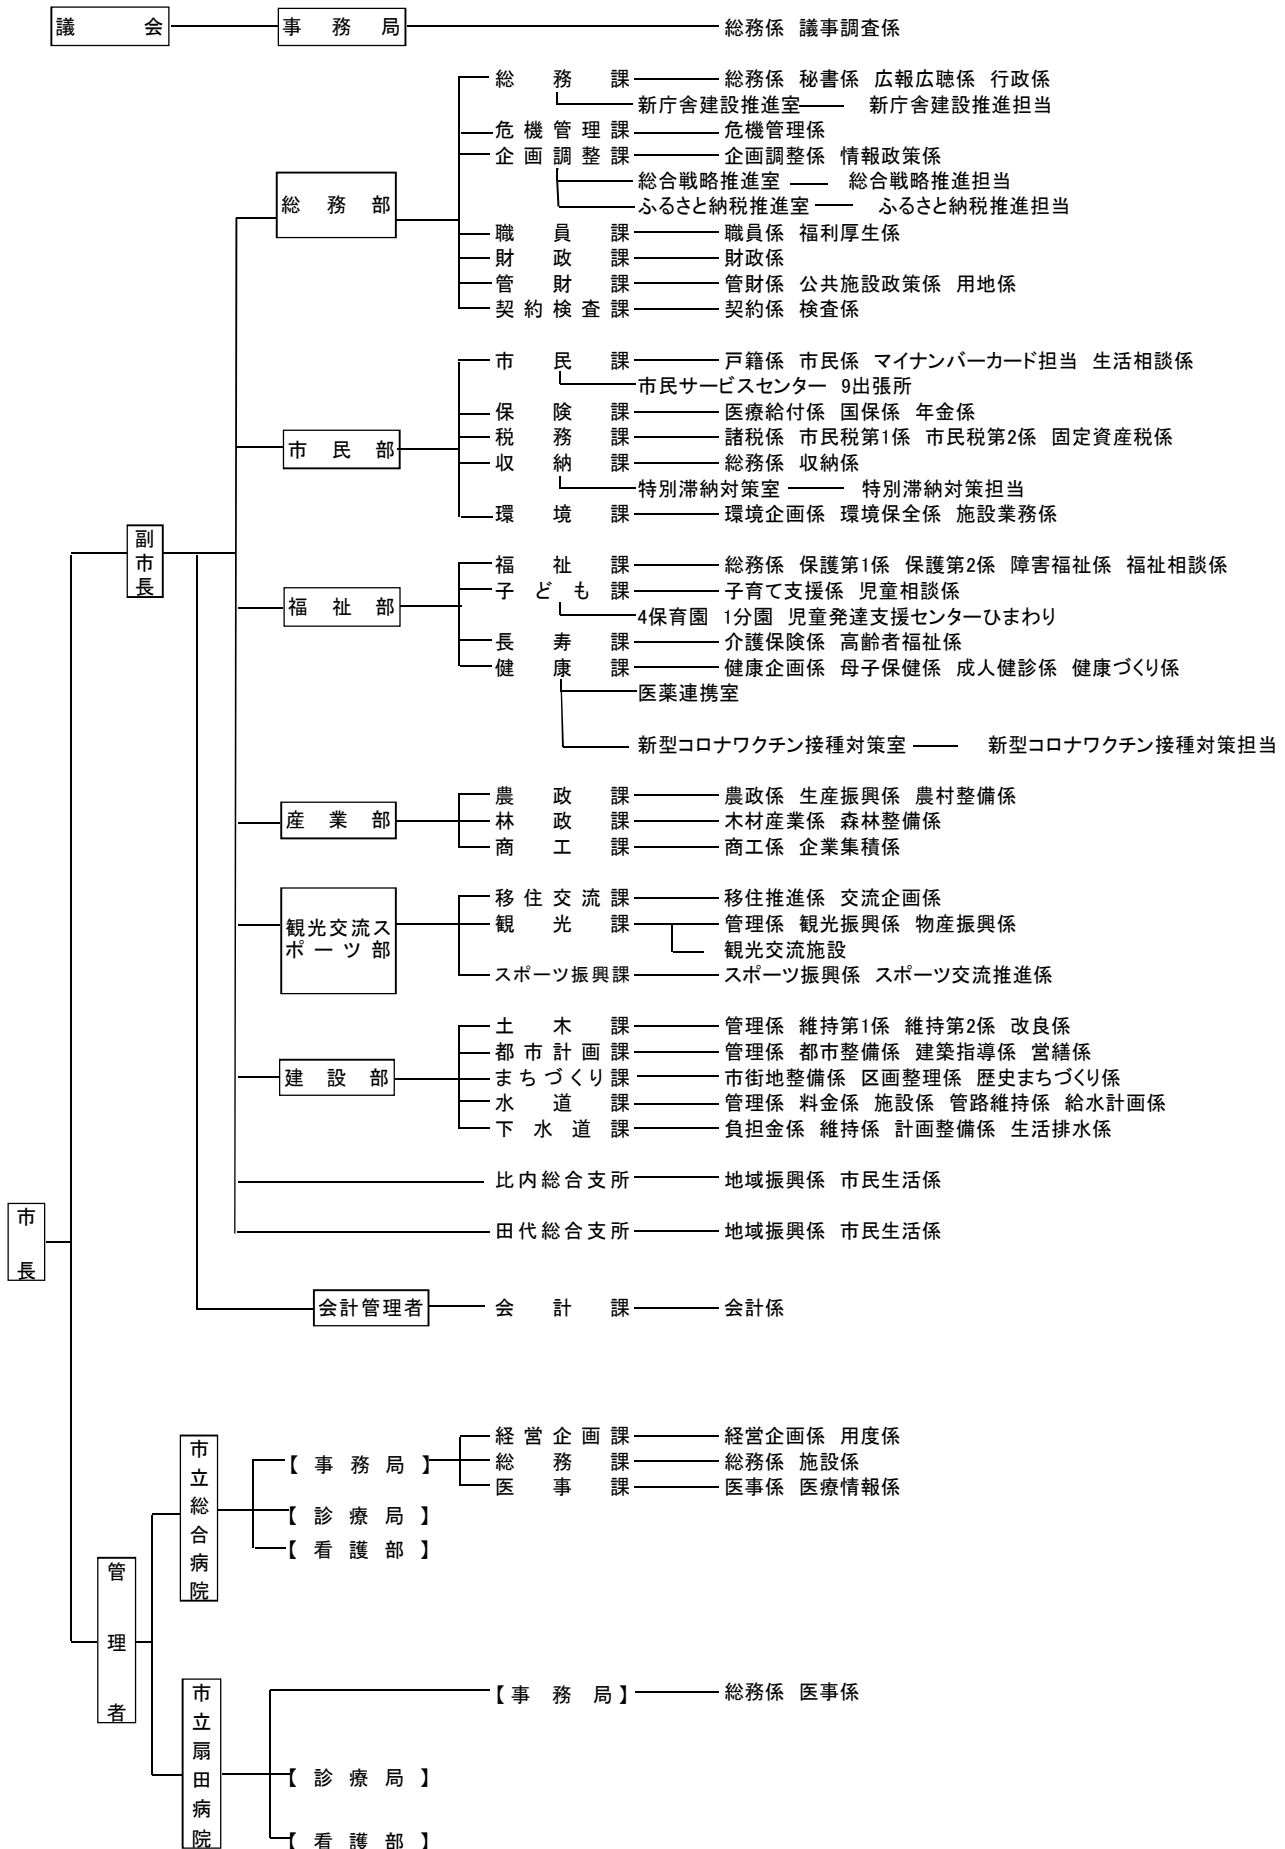 議会 事務局 総務係 議事調査係
総務課 総務係 秘書係 広報広聴係 行政係
新庁舎建設推進室 新庁舎建設推進担当
危機管理課 危機管理係
企画調整課 企画調整係 情報政策係
総合戦略推進室 総合戦略推進担当
総務部
ふるさと納税推進室 ふるさと納税推進担当
職員課 職員係 福利厚生係
財政課 財政係
管財課 管財係 公共施設政策係 用地係
契約検査課 契約係 検査係
市民課 戸籍係 市民係 マイナンバーカード担当 生活相談係
市民サービスセンター 9出張所
保険課 医療給付係 国保係 年金係
税務課 諸税係 市民税第1係 市民税第2係 固定資産税係
市民部
収納課 総務係 収納係
特別滞納対策室 特別滞納対策担当
環境課 環境企画係 環境保全係 施設業務係
副市長
福祉課 総務係 保護第1係 保護第2係 障害福祉係 福祉相談係
子ども課 子育て支援係 児童相談係
福祉部
4保育園 1分園 児童発達支援センターひまわり
長寿課 介護保険係 高齢者福祉係
健康課 健康企画係 母子保健係 成人健診係 健康づくり係
医薬連携室
新型コロナワクチン接種対策室 新型コロナワクチン接種対策担当
農政課 農政係 生産振興係 農村整備係
産業部 林政課 木材産業係 森林整備係
商工課 商工係 企業集積係
移住交流課 移住推進係 交流企画係
観光交流ス
ポーツ部
観光課 管理係 観光振興係 物産振興係
観光交流施設
スポーツ振興課 スポーツ振興係 スポーツ交流推進係
土木課 管理係 維持第1係 維持第2係 改良係
都市計画課 管理係 都市整備係 建築指導係 営繕係
建設部 まちづくり課 市街地整備係 区画整理係 歴史まちづくり係
水道課 管理係 料金係 施設係 管路維持係 給水計画係
下水道課 負担金係 維持係 計画整備係 生活排水係
比内総合支所 地域振興係 市民生活係
市長
田代総合支所 地域振興係 市民生活係
会計管理者 会計課 会計係
市立総合病院
経営企画課 経営企画係 用度係
【事務局】 総務課 総務係 施設係
医事課 医事係 医療情報係
【診療局】
【看護部】
管理者
市立扇田病院
【事務局】 総務係 医事係
【診療局】
【看護部】